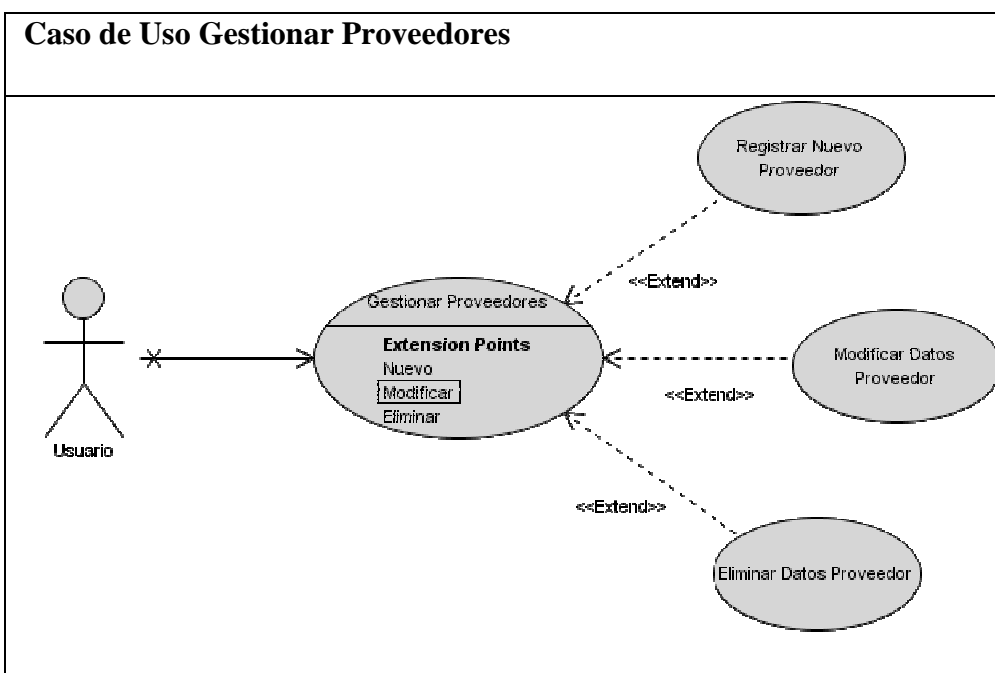 Caso de Uso Gestionar Proveedores
Registrar Nuevo
Proveedor
<<Extend>>
Gestionar Proveedores
Extension Points
Nuevo
Modificar
Eliminar
Modificar Datos
Proveedor
<<Extend>>
Usuario
<<Extend>>
Eliminar Datos Proveedor